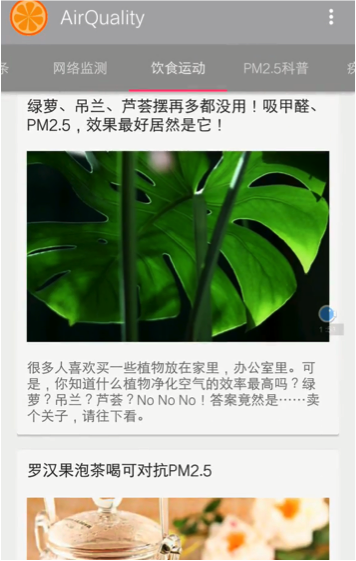 AirQuality
条 网络监测 饮食运动 PM2.5科普
绿萝、吊兰、芦荟摆再多都没用！吸甲醛、
PM2.5，效果最好居然是它！
很多人喜欢买一些植物放在家里，办公室里。可
是，你知道什么植物净化空气的效率最高吗？绿
萝？吊兰？芦荟？No No No！答案竟然是……卖
个关子，请往下看。
罗汉果泡茶喝可对抗PM2.5